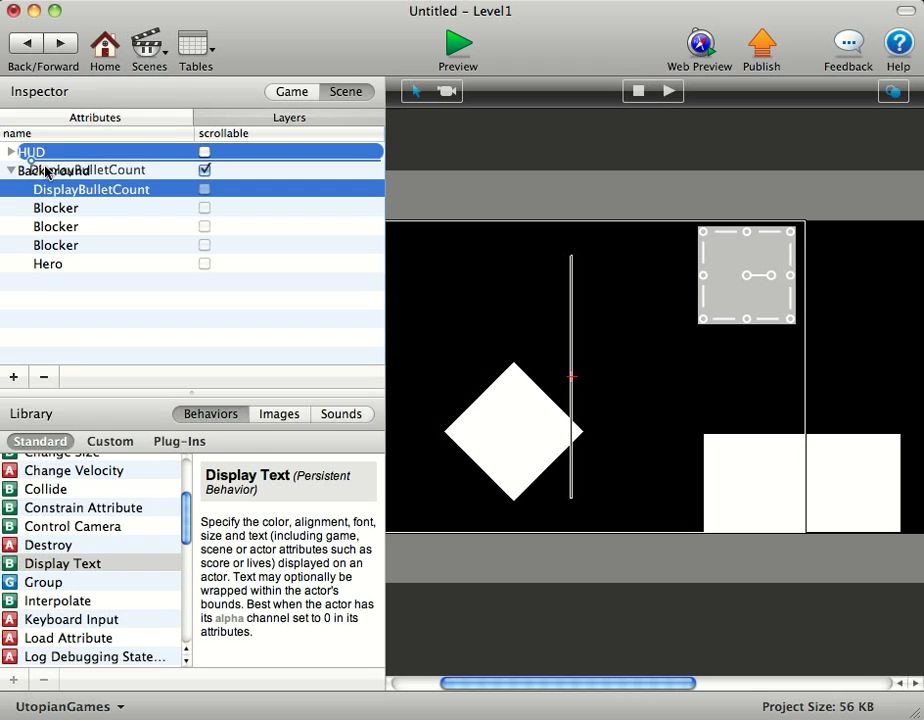 Untitled – Level1
Back/Forward
Home
Scenes
Tables
Preview
Web Preview
Publish
Feedback
Help
Inspector
Game
Scene
Attributes
Layers
name
scrollable
HUD
DisplayBulletCount
Background
DisplayBulletCount
Blocker
Blocker
Blocker
Hero
Library
Behaviors
Images
Sounds
Standard
Custom
Plug-Ins
Change Size
Change Velocity
Collide
Constrain Attribute
Control Camera
Destroy
Display Text
Group
Interpolate
Keyboard Input
Load Attribute
Log Debugging State...
Display Text (Persistent
Behavior)
Specify the color, alignment, font,
size and text (including game,
scene or actor attributes such as
score or lives) displayed on an
actor. Text may optionally be
wrapped within the actor's
bounds. Best when the actor has
its alpha channel set to 0 in its
attributes.
UtopianGames
Project Size: 56 KB